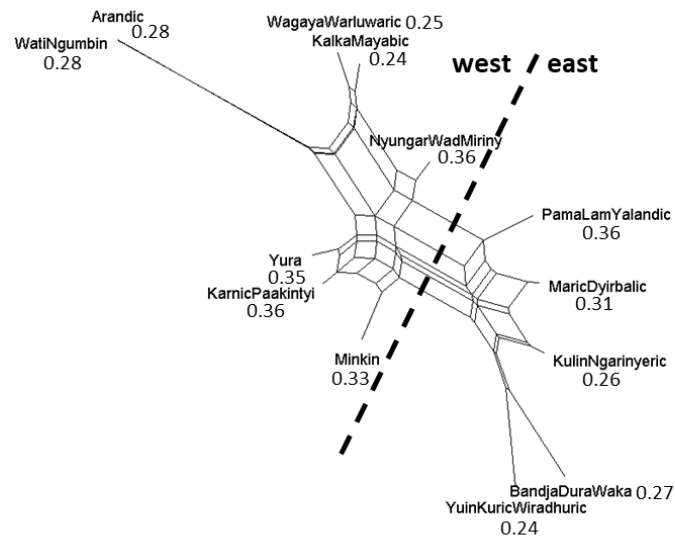 Arandic
0.28
WatiNgumbin
0.28
WagayaWarluwaric 0.25
KalkaMayabic
0.24
west east
NyungarWadMiriny
0.36
PamaLamYalandic
0.36
Yura
0.35
KarnicPaakintyi
0.36
MaricDyirbalic
0.31
Minkin
0.33
KulinNgarinyeric
0.26
BandjaDuraWaka 0.27
YuinKuricWiradhuric
0.24